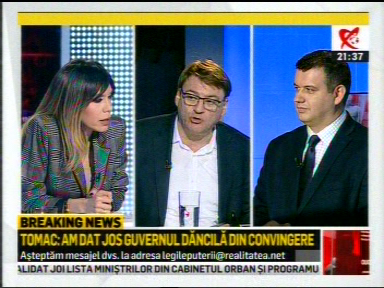 21:37
BREAKING NEWS
TOMAC: AM DAT JOS GUVERNUL DĂNCILĂ DIN CONVINGERE
Așteptăm mesajel dvs. la adresa legileputerii@realitatea.net
ALIDAT JOI LISTA MINIȘTRILOR DIN CABINETUL ORBAN ȘI PROGRAMU